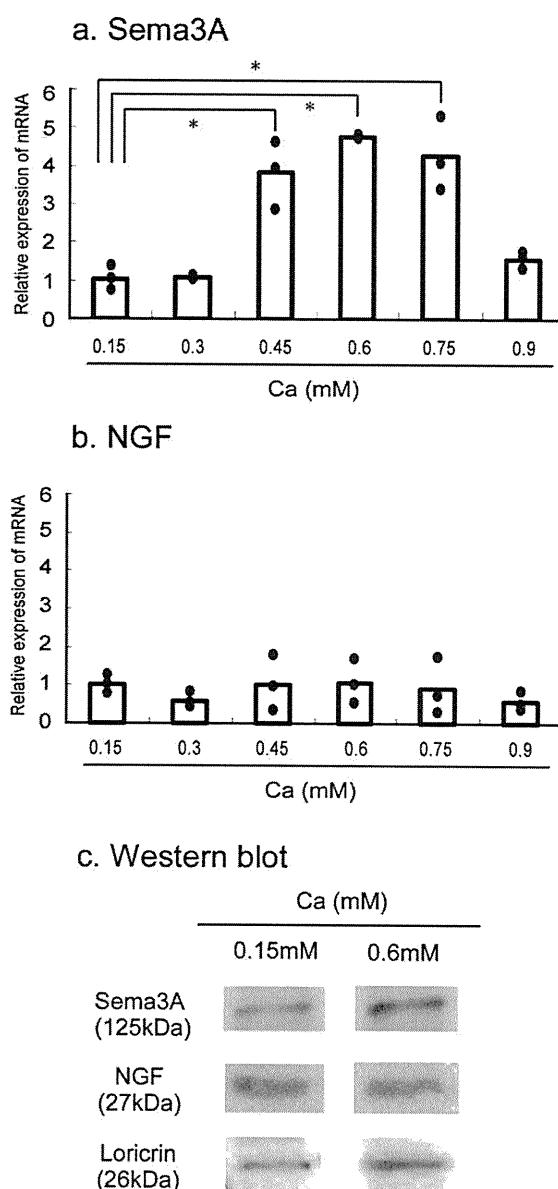 a. Sema3A
*
*
*
Relative expression of mRNA
6
5
4
3
2
1
0
0.15 0.3 0.45 0.6 0.75 0.9
Ca (mM)
b. NGF
Relative expression of mRNA
6
5
4
3
2
1
0
0.15 0.3 0.45 0.6 0.75 0.9
Ca (mM)
c. Western blot
Ca (mM)
0.15mM 0.6mM
Sema3A
(125kDa)
NGF
(27kDa)
Loricrin
(26kDa)